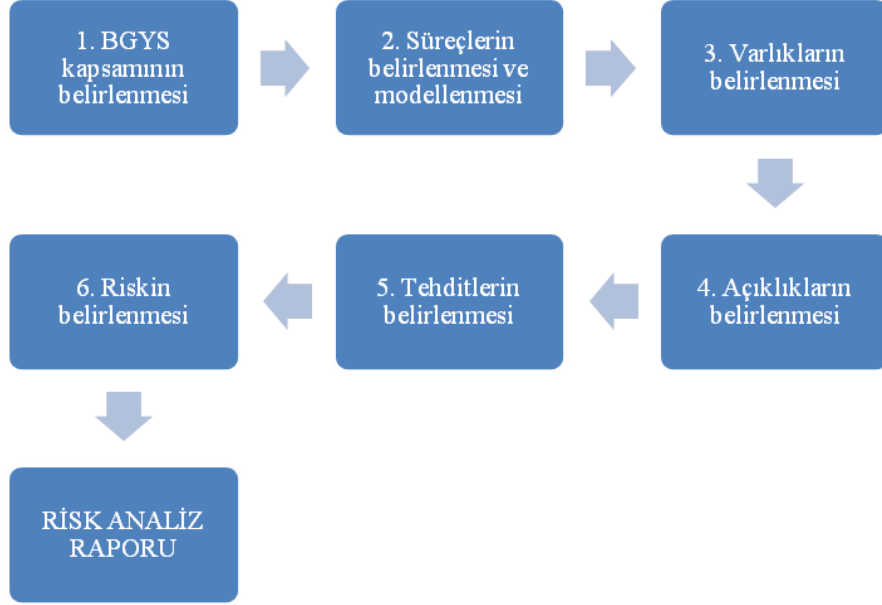 1. BGYS
kapsamının
belirlenmesi
2. Süreçlerin
belirlenmesi ve
modellenmesi
3. Varlıkların
belirlenmesi
4. Açıklıkların
belirlenmesi
5. Tehditlerin
belirlenmesi
6. Riskin
belirlenmesi
RİSK ANALİZ
RAPORU